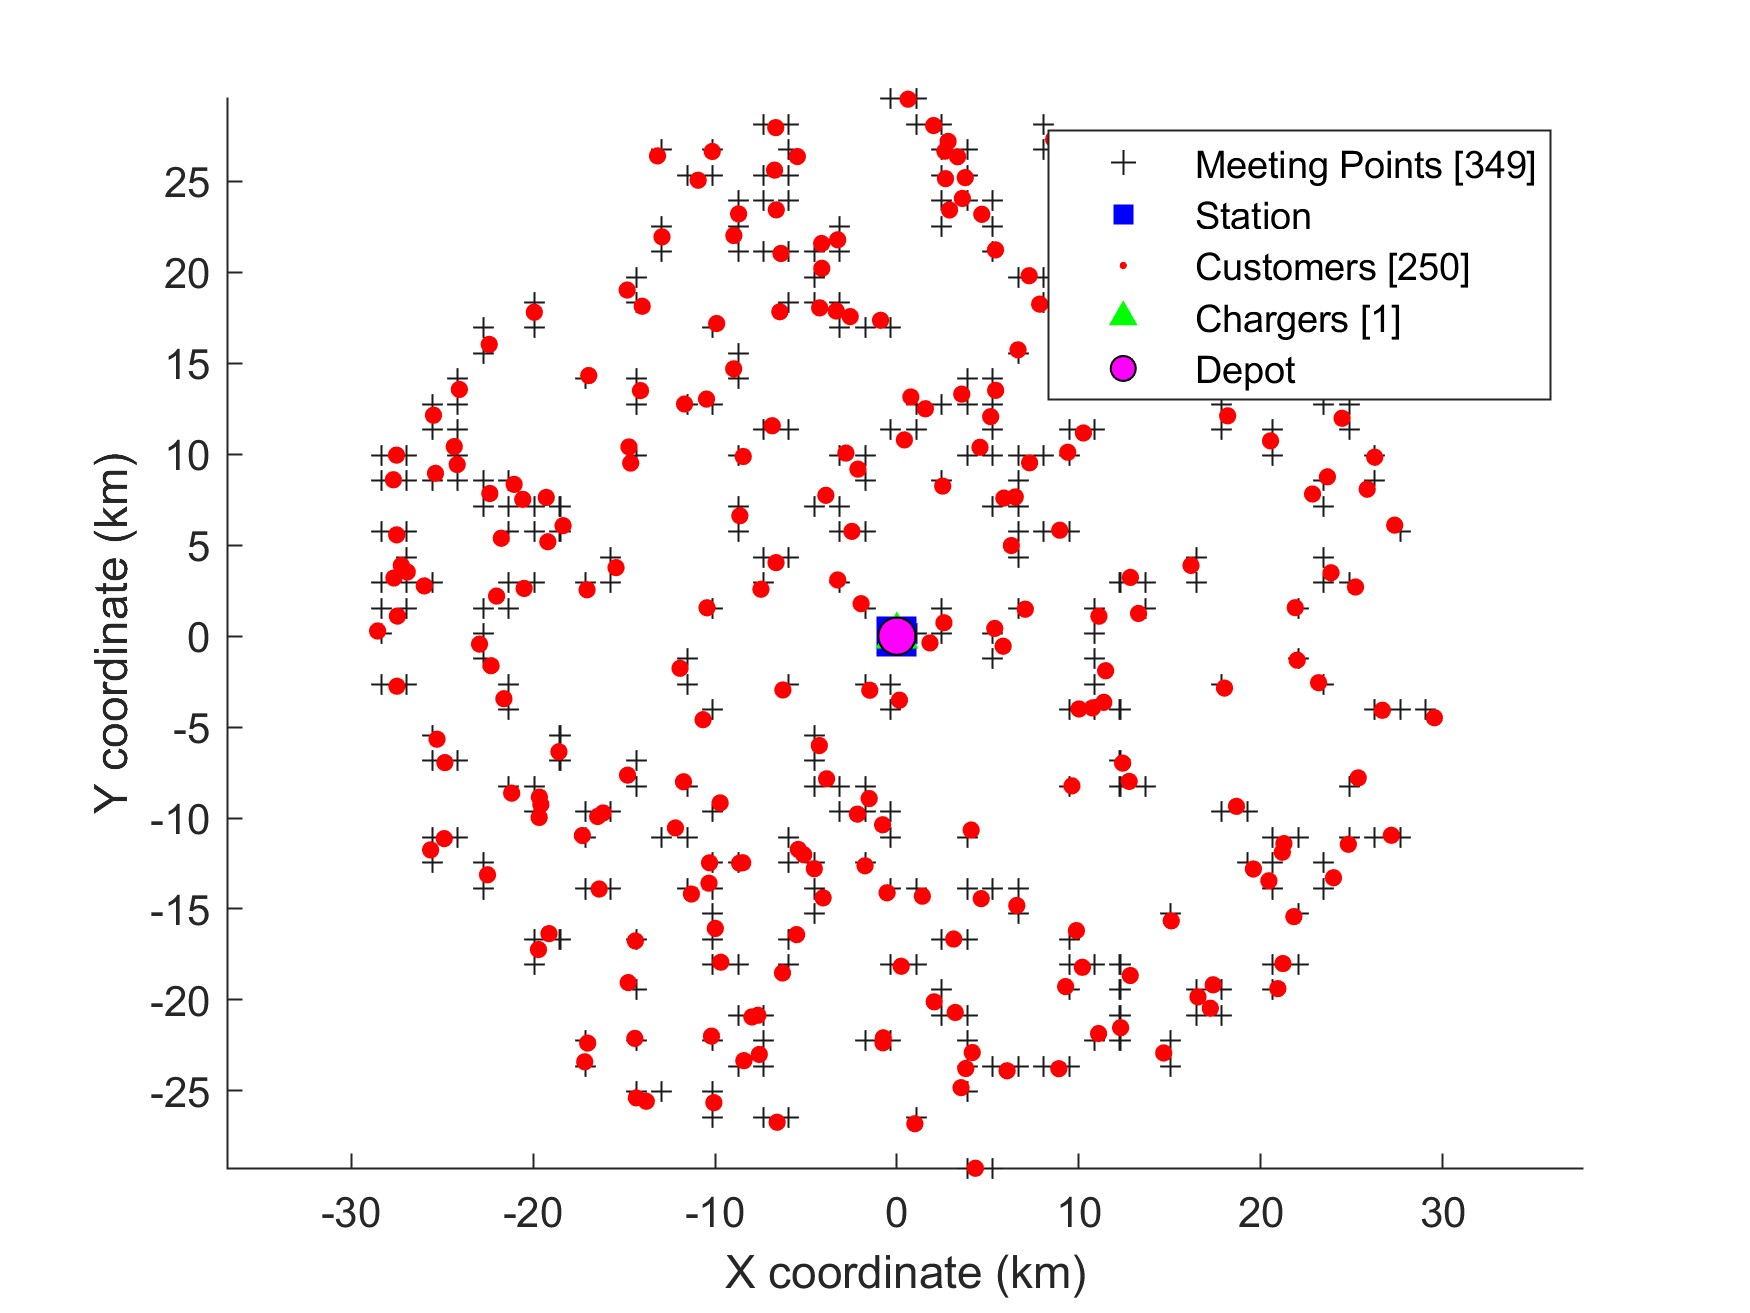 25
20
15
10
5
0
-5
-10
-15
-20
-25
Y coordinate (km)
Meeting Points [349]
Station
Customers [250]
Chargers [1]
Depot
-30 -20 -10 0 10 20 30
X coordinate (km)